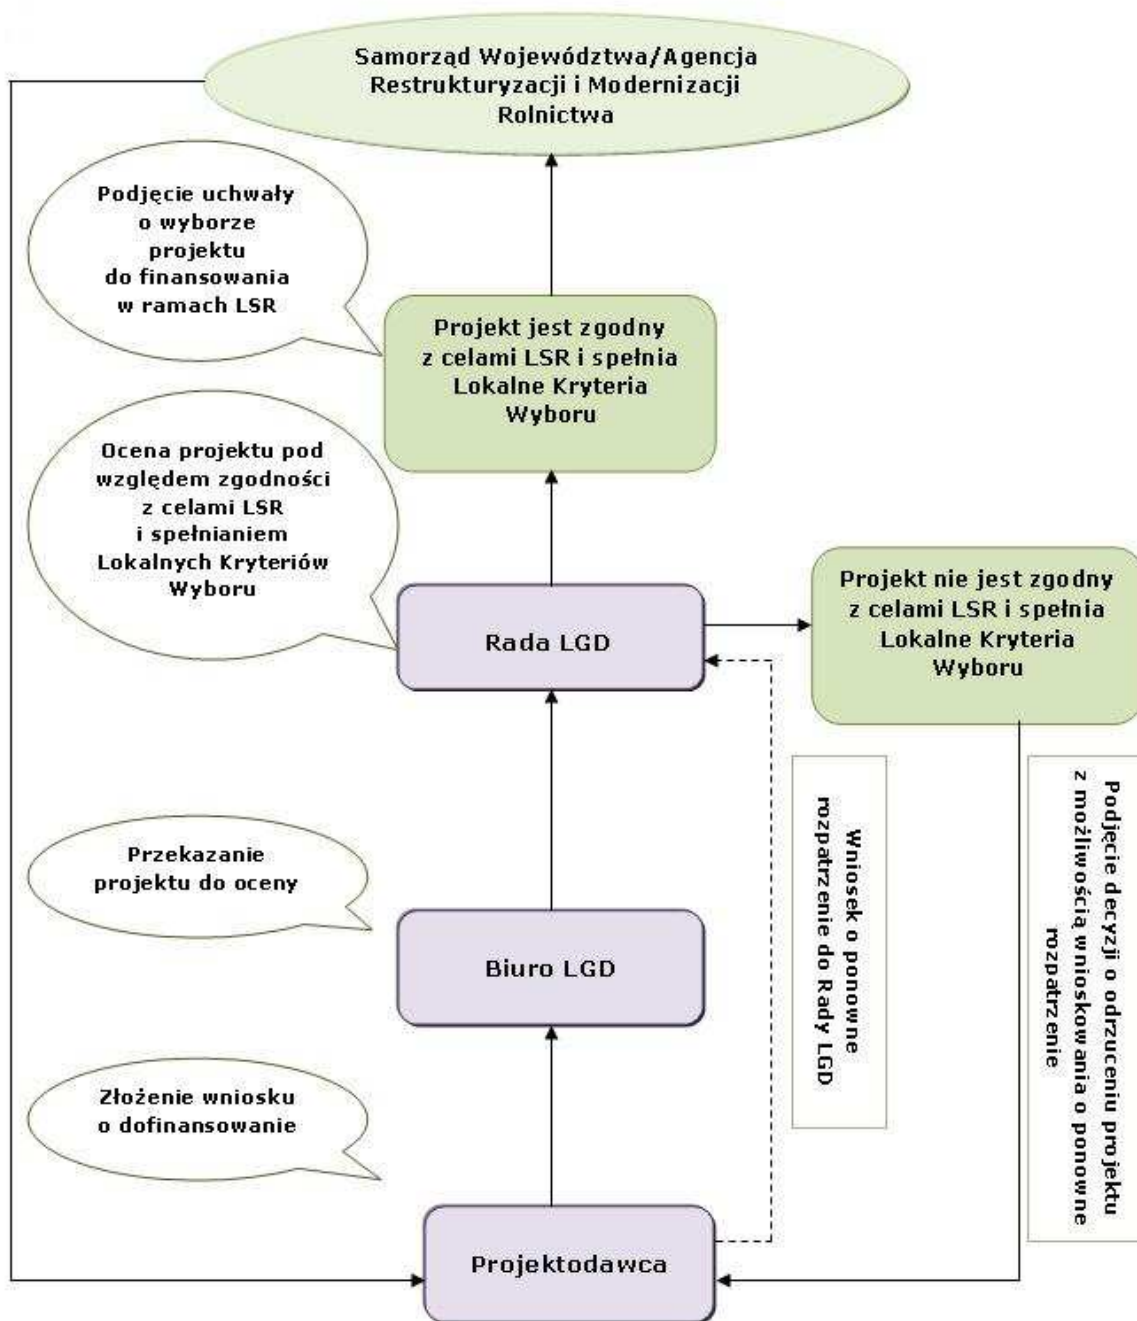 Samorząd Województwa/Agencja
Restrukturyzacji i Modernizacji
Rolnictwa
Podjęcie uchwały
o wyborze
projektu
do finansowania
w ramach LSR
Projekt jest zgodny
z celami LSR i spełnia
Lokalne Kryteria
Wyboru
Ocena projektu pod
względem zgodności
z celami LSR
i spełnianiem
Lokalnych Kryteriów
Wyboru
Rada LGD
Projekt nie jest zgodny
z celami LSR i spełnia
Lokalne Kryteria
Wyboru
Wniosek o ponowne
rozpatrzenie do Rady LGD
Podjęcie decyzji o odrzuceniu projektu
z możliwością wnioskowania o ponowne
rozpatrzenie
Przekazanie
projektu do oceny
Biuro LGD
Złożenie wniosku
o dofinansowanie
Projektodawca